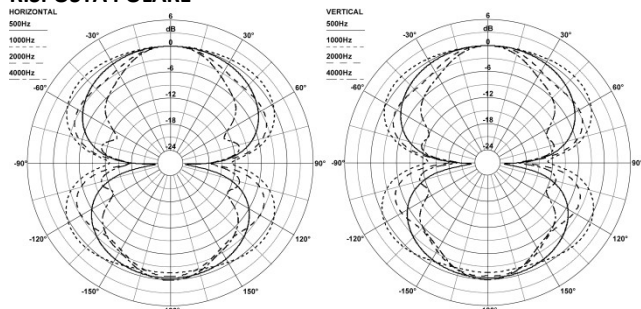 RISPOSTA POLARE
HORIZONTAL
500Hz
1000Hz
2000Hz
4000Hz
6
dB
0
-6
-12
-18
-24
-30°
30°
-60°
60°
-90°
90°
-120°
120°
-150°
150°
VERTICAL
500Hz
1000Hz
2000Hz
4000Hz
6
dB
0
-6
-12
-18
-24
-30°
30°
-60°
60°
-90°
90°
-120°
120°
-150°
150°